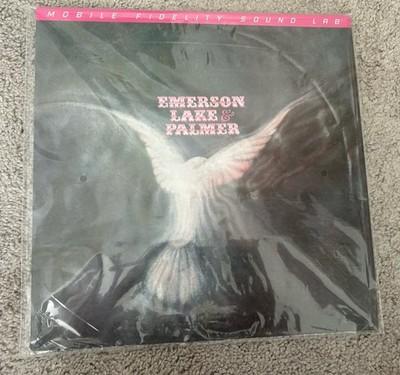 MOBILE FIDELITY SOUND LAB
EMERSON
LAKE &
PALMER